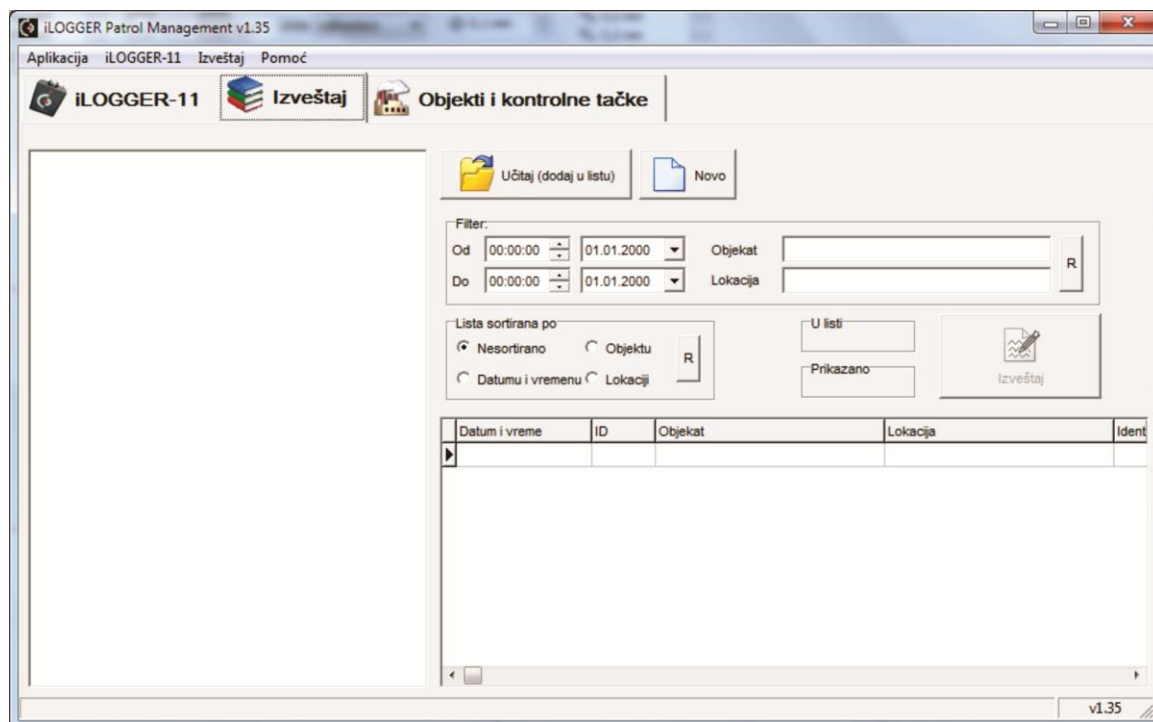 iLOGGER Patrol Management v1.35
Aplikacija iLOGGER-11 Izveštaj Pomoć
iLOGGER-11 Izveštaj Objekti i kontrolne tačke
Učitaj (dodaj u listu) Novo
Filter:
Od 00:00:00 01.01.2000 Objekat
R
Do 00:00:00 01.01.2000 Lokacija
Lista sortirana po
Nesortirano Objektu
R
Datumu i vremenu Lokaciji
U listi
Prikazano
Izveštaj
Datum i vreme ID Objekat Lokacija Ident
v1.35